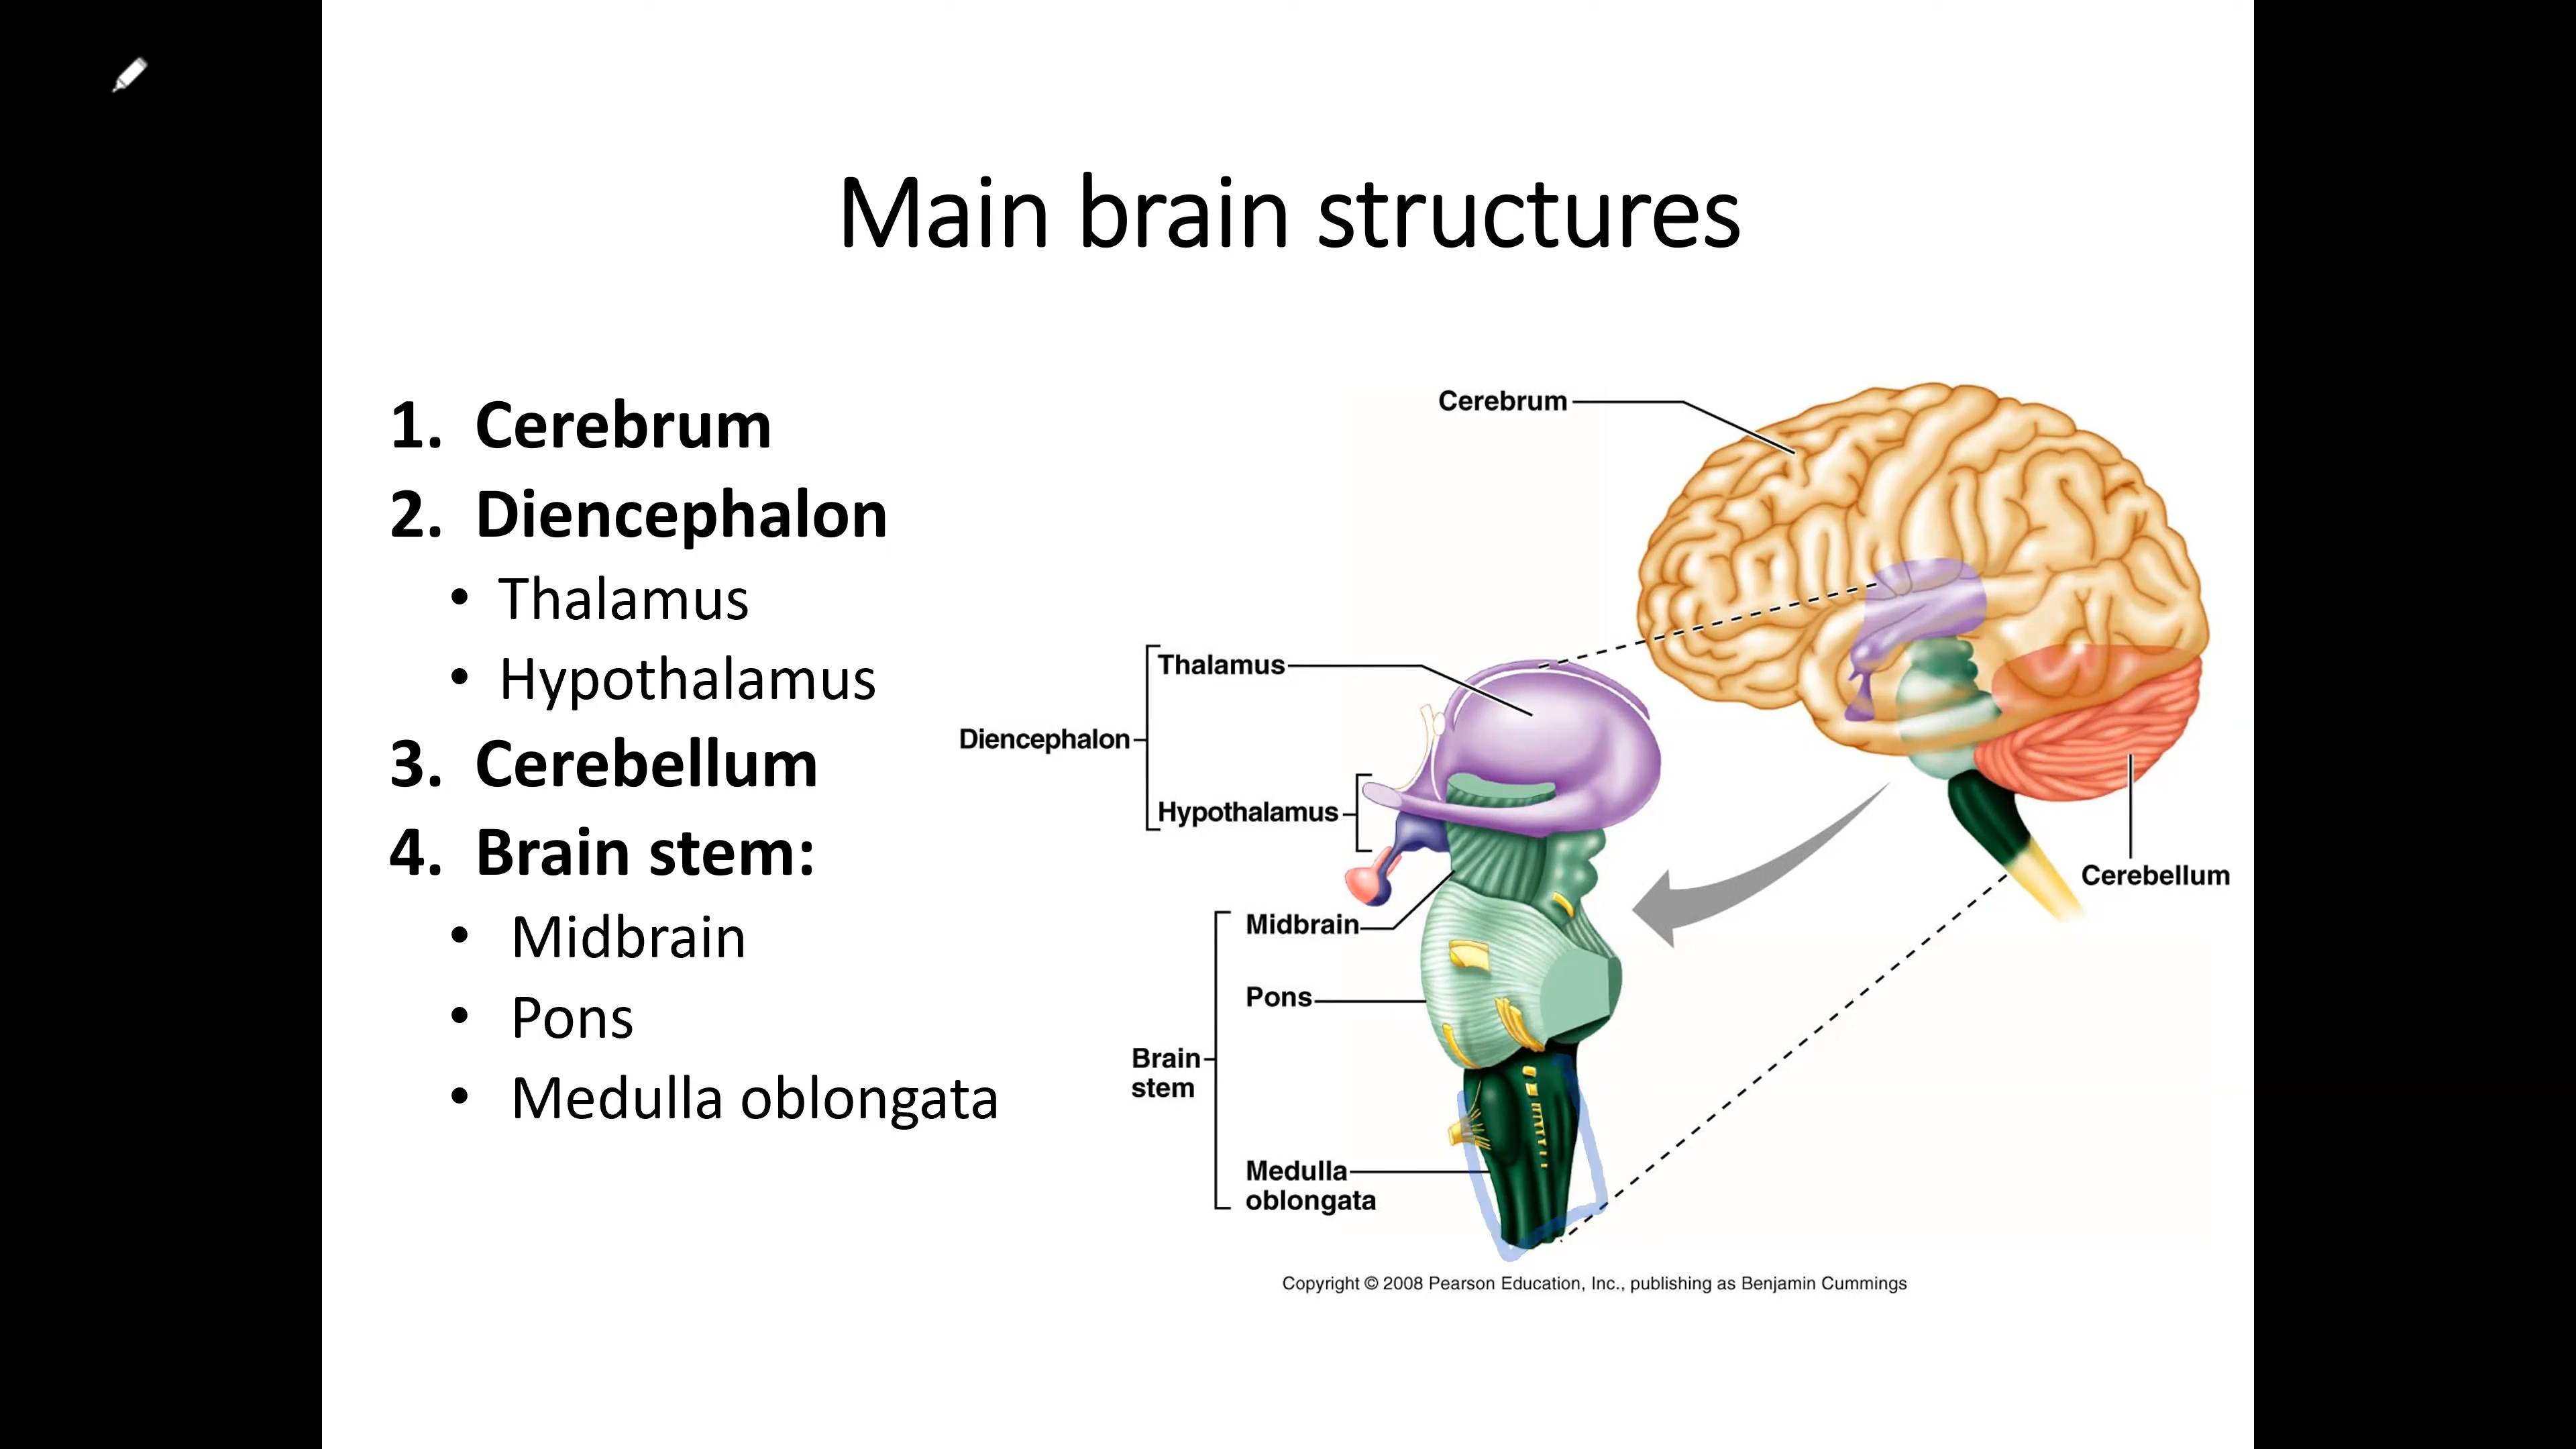 Main brain structures
1. Cerebrum
2. Diencephalon
• Thalamus
• Hypothalamus
3. Cerebellum
4. Brain stem:
• Midbrain
• Pons
• Medulla oblongata
Cerebrum
Thalamus
Diencephalon
Hypothalamus
Cerebellum
Midbrain
Pons
Brain
stem
Medulla
oblongata
Copyright © 2008 Pearson Education, Inc., publishing as Benjamin Cummings